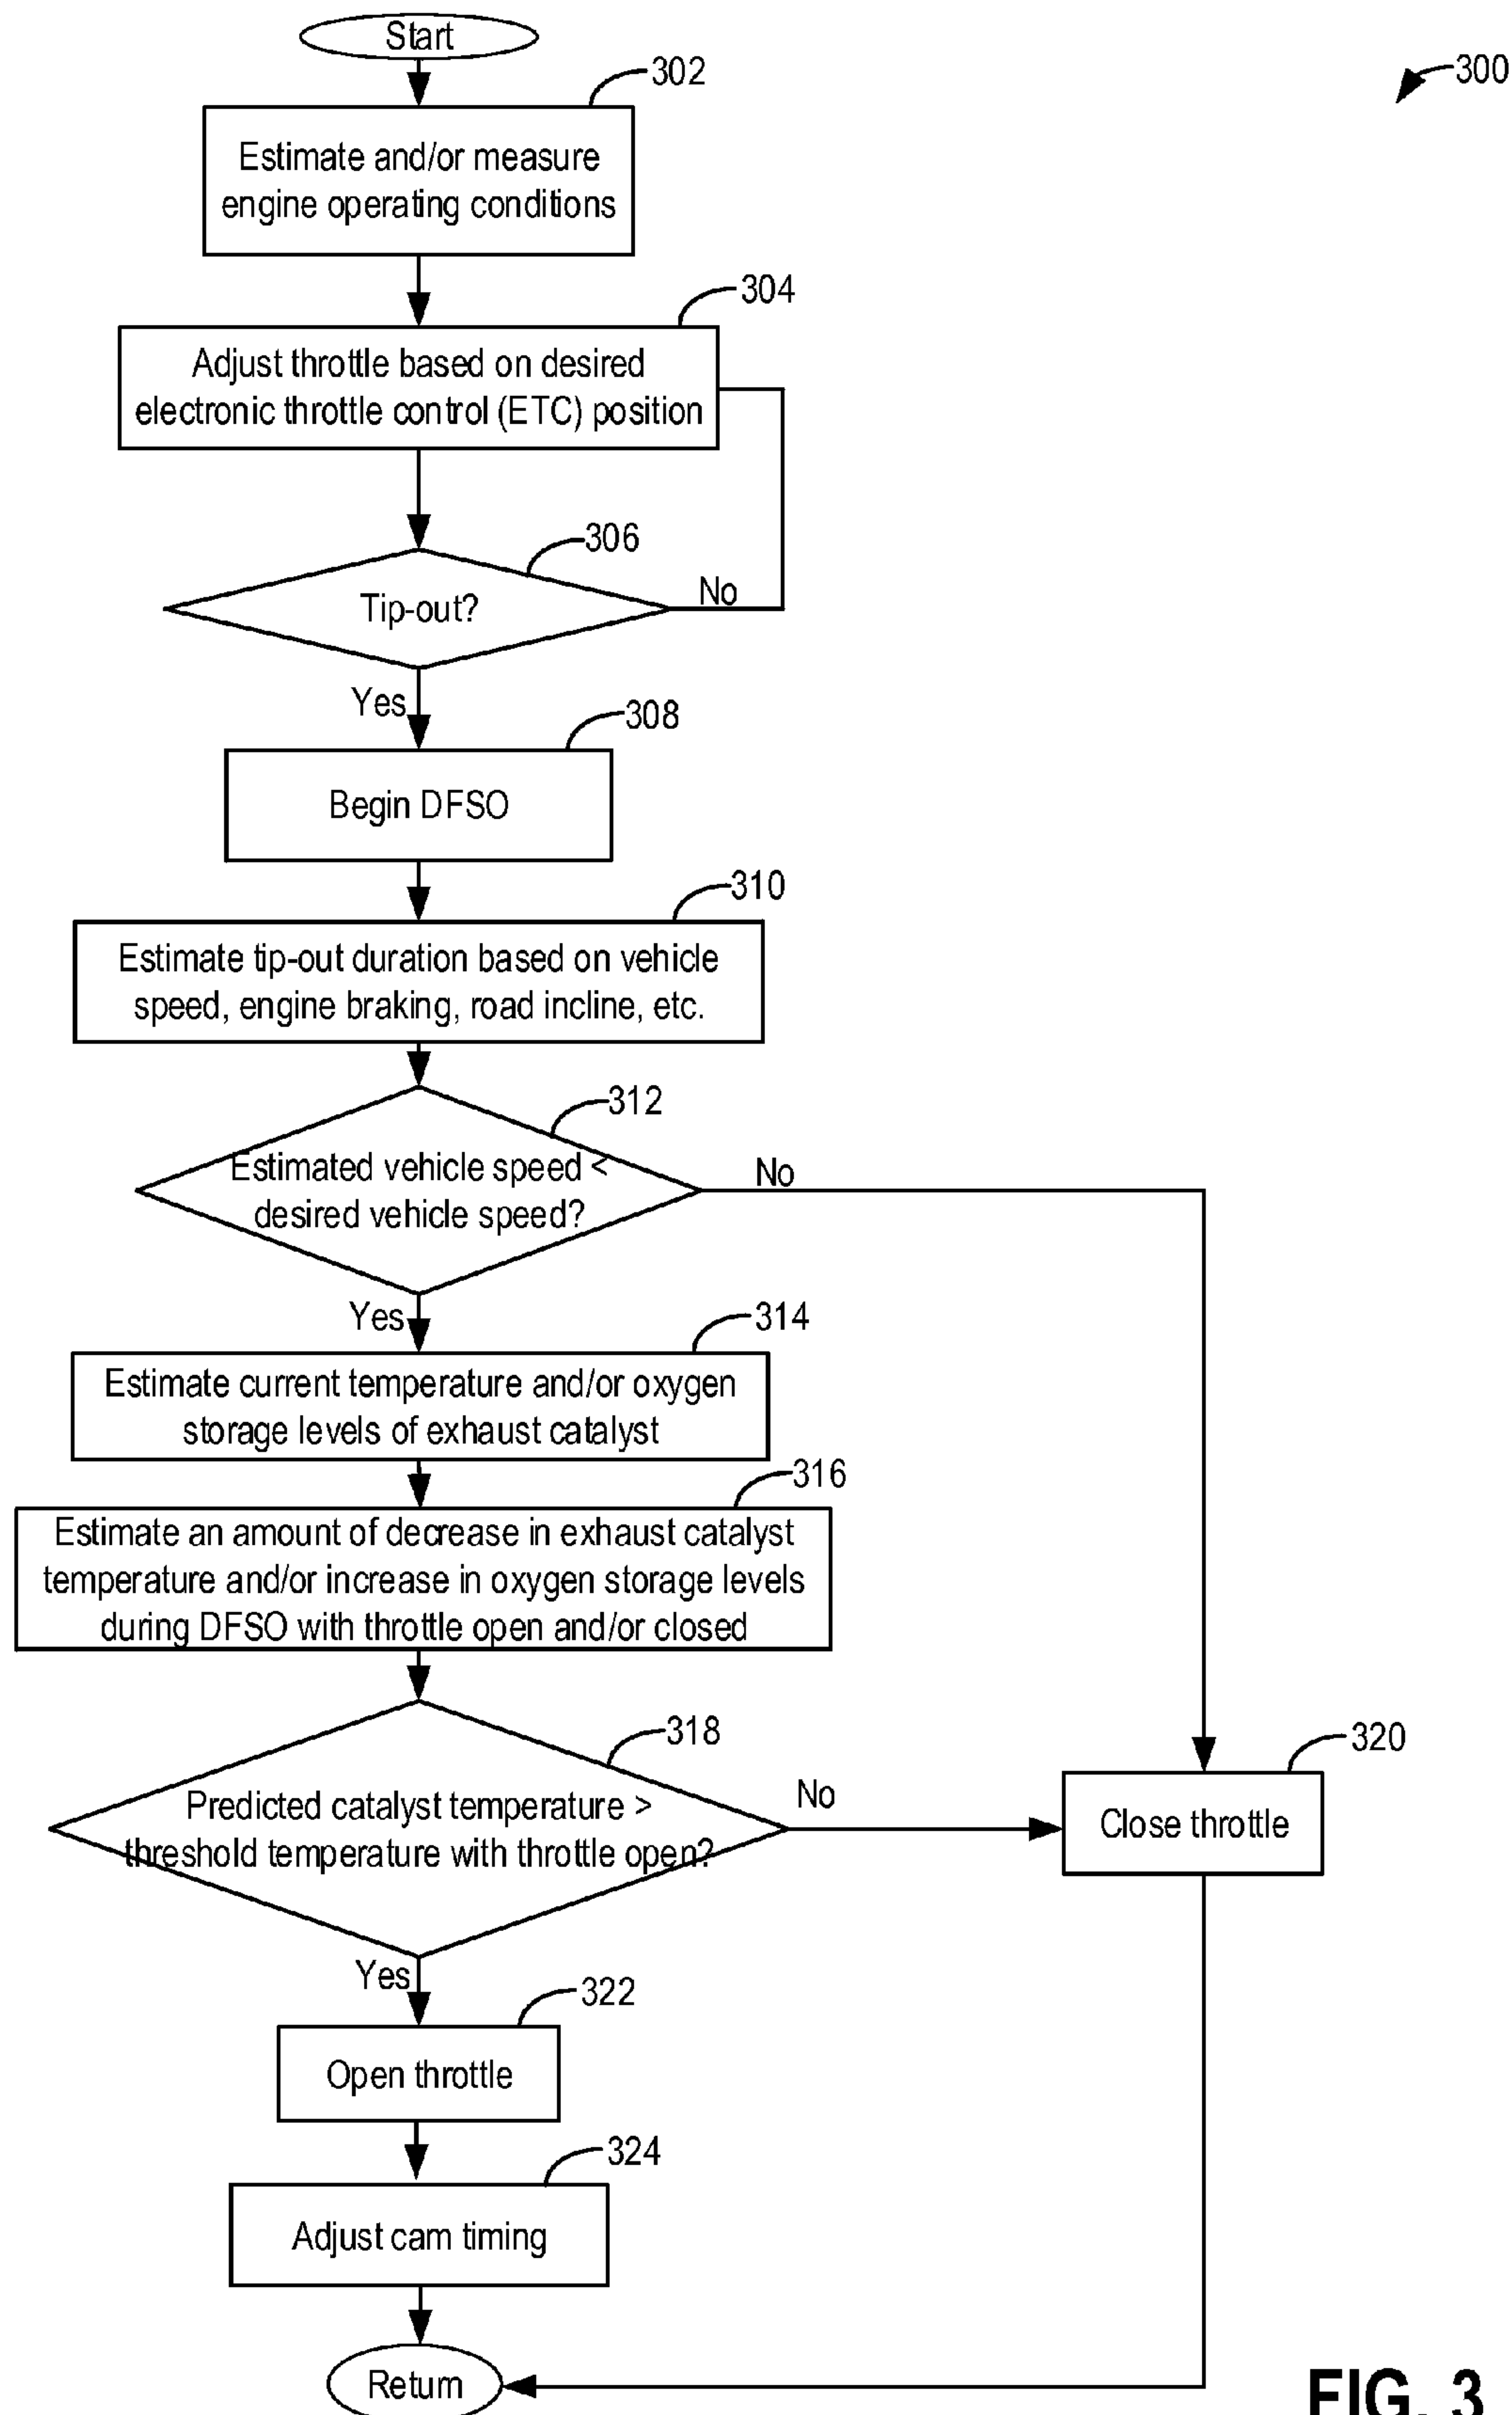 Start
300
302
Estimate and/or measure
engine operating conditions
304
Adjust throttle based on desired
electronic throttle control (ETC) position
306
Tip-out?
No
Yes
308
Begin DFSO
310
Estimate tip-out duration based on vehicle
speed, engine braking, road incline, etc.
312
Estimated vehicle speed <
desired vehicle speed?
No
Yes
314
Estimate current temperature and/or oxygen
storage levels of exhaust catalyst
316
Estimate an amount of decrease in exhaust catalyst
temperature and/or increase in oxygen storage levels
during DFSO with throttle open and/or closed
318
Predicted catalyst temperature >
threshold temperature with throttle open?
No
320
Close throttle
Yes
322
Open throttle
324
Adjust cam timing
Return
FIG. 3